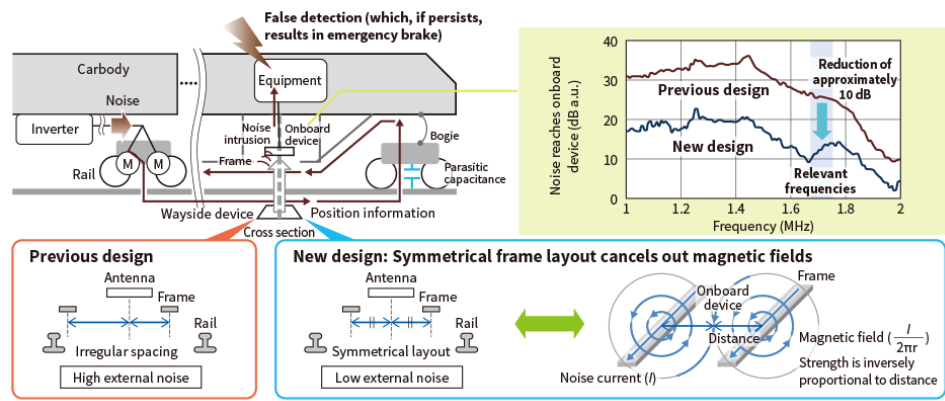 False detection (which, if persists,
results in emergency brake)
Carbody
Equipment
Noise
Inverter
Noise
intrusion
Onboard
device
Frame
Bogie
M
M
Rail
Parasitic
capacitance
Wayside device
Position information
Cross section
Noise reaches onboard
device (dB a.u.)
40
30
20
10
0
Previous design
New design
Reduction of
approximately
10 dB
Relevant
frequencies
1
1.2
1.4
1.6
1.8
2
Frequency (MHz)
Previous design
Antenna
Frame
Rail
Irregular spacing
High external noise
New design: Symmetrical frame layout cancels out magnetic fields
Antenna
Frame
Rail
Symmetrical layout
Low external noise
Frame
Onboard
device
Distance
Noise current (I)
Magnetic field (I/2πr)
Strength is inversely
proportional to distance